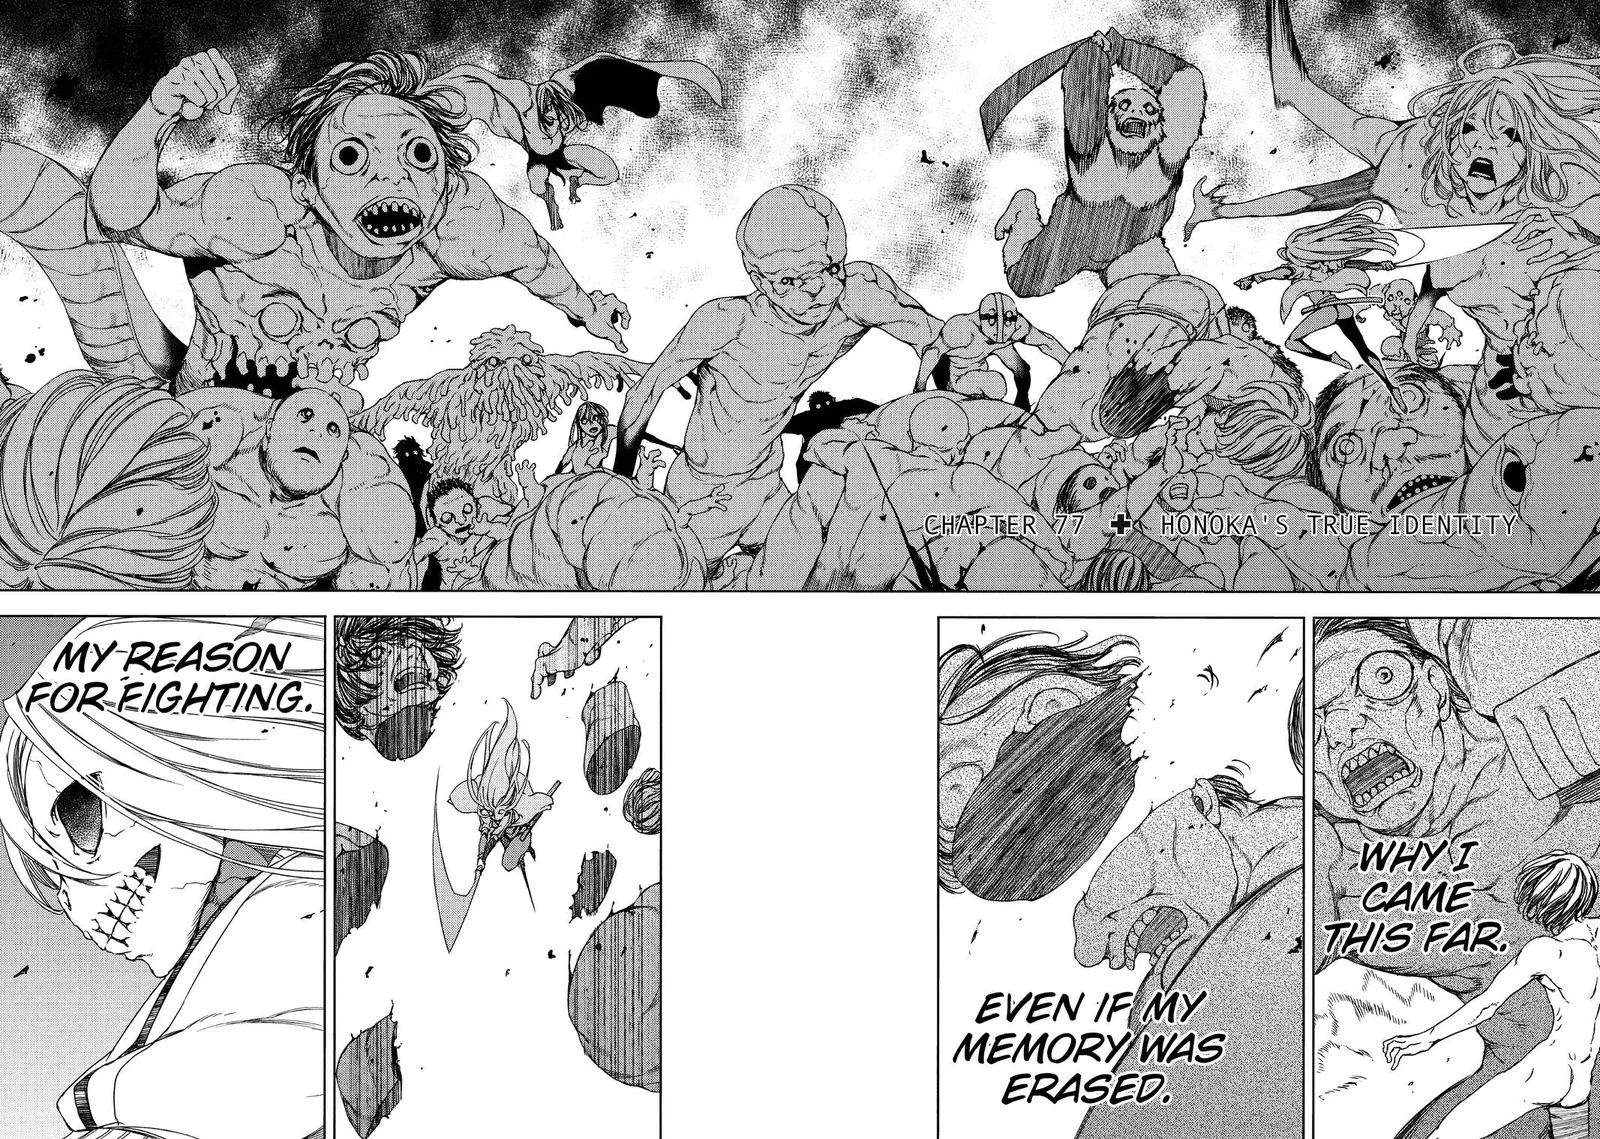 CHAPTER 77 ✚ HONOKA'S TRUE IDENTITY
WHY I
CAME
THIS FAR.
EVEN IF MY
MEMORY WAS
ERASED.
MY REASON
FOR FIGHTING.